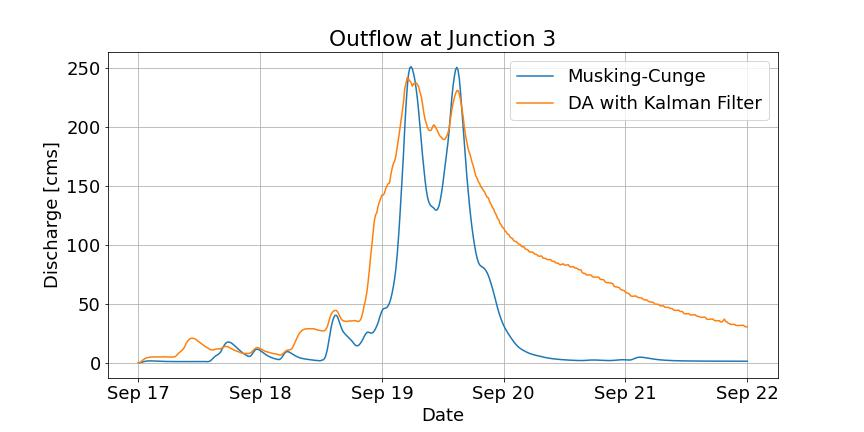 Outflow at Junction 3
Musking-Cunge
DA with Kalman Filter
Discharge [cms]
250
200
150
100
50
0
Sep 17 Sep 18 Sep 19 Sep 20 Sep 21 Sep 22
Date